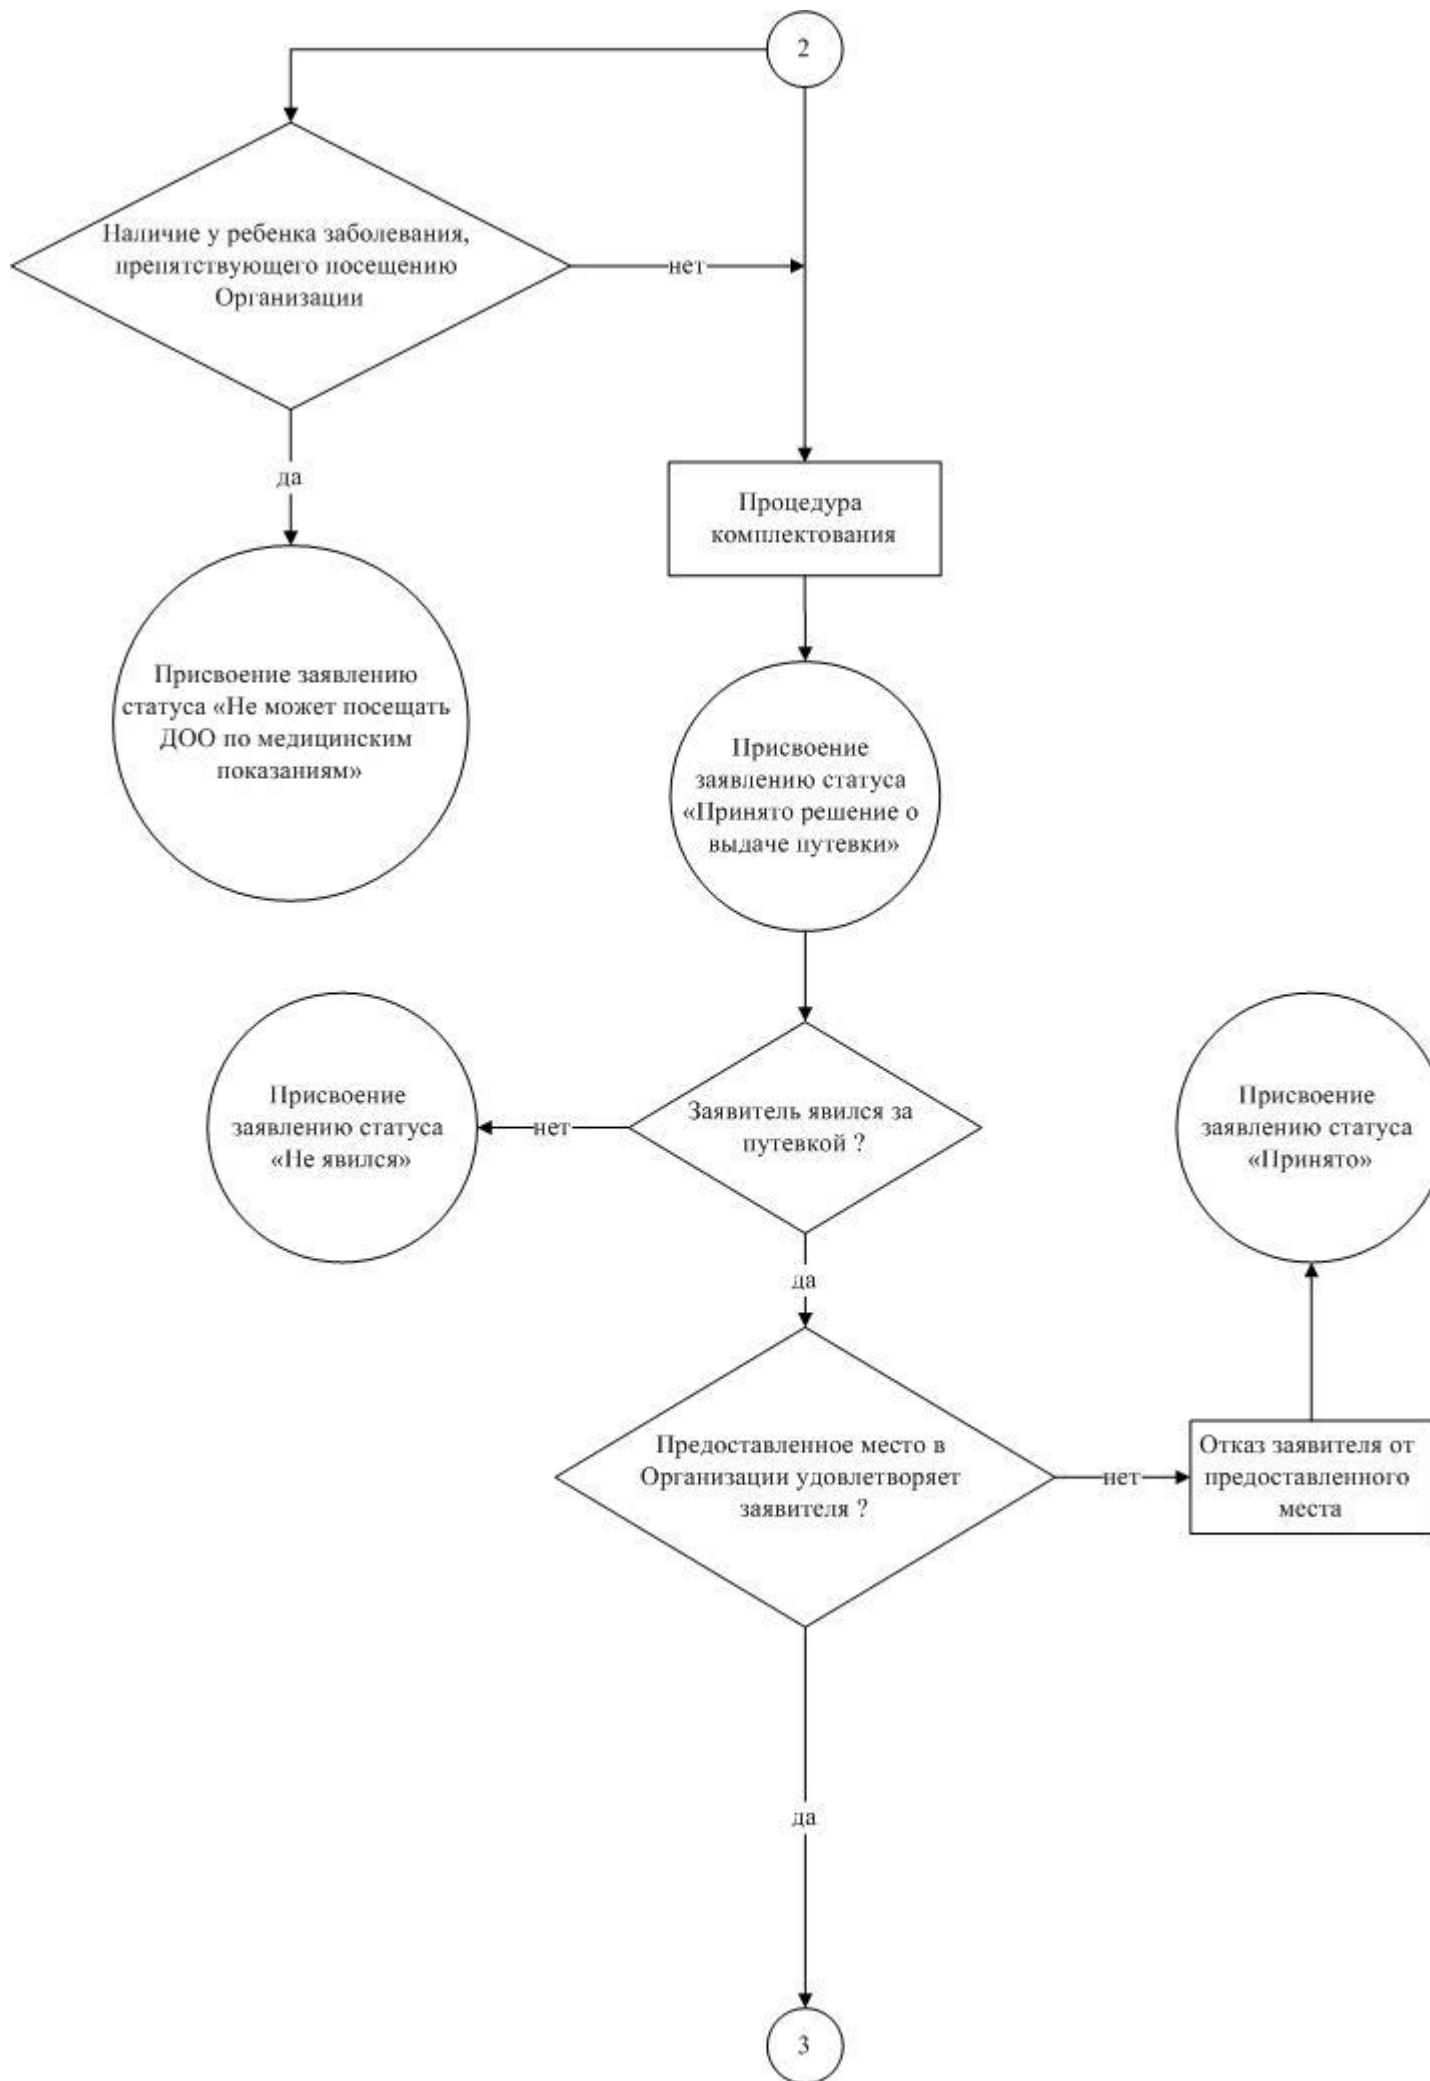 2
Наличие у ребенка заболевания,
препятствующего посещению
Организации
нет
да
Процедура
комплектования
Присвоение заявлению
статуса «Не может посещать
ДОО по медицинским
показаниям»
Присвоение
заявлению статуса
«Принято решение о
выдаче путевки»
Присвоение
заявлению статуса
«Не явился»
нет
Заявитель явился за
путевкой ?
Присвоение
заявлению статуса
«Принято»
да
Предоставленное место в
Организации удовлетворяет
заявителя ?
нет
Отказ заявителя от
предоставленного
места
да
3